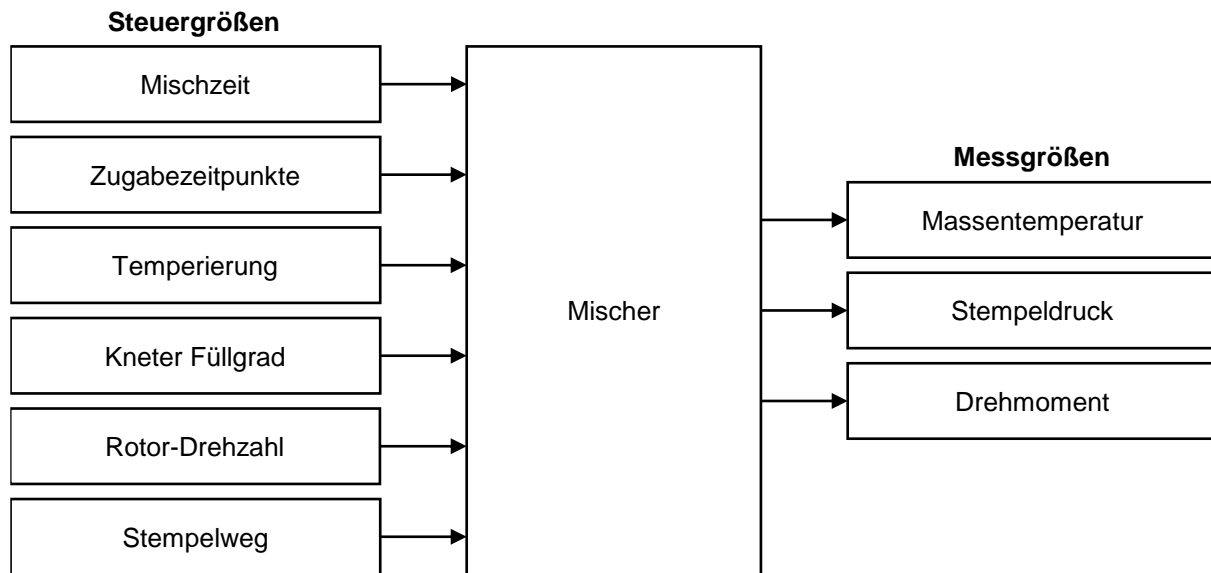 Steuergrößen
Mischzeit
Zugabezeitpunkte
Temperierung
Kneter Füllgrad
Rotor-Drehzahl
Stempelweg
Mischer
Messgrößen
Massentemperatur
Stempeldruck
Drehmoment